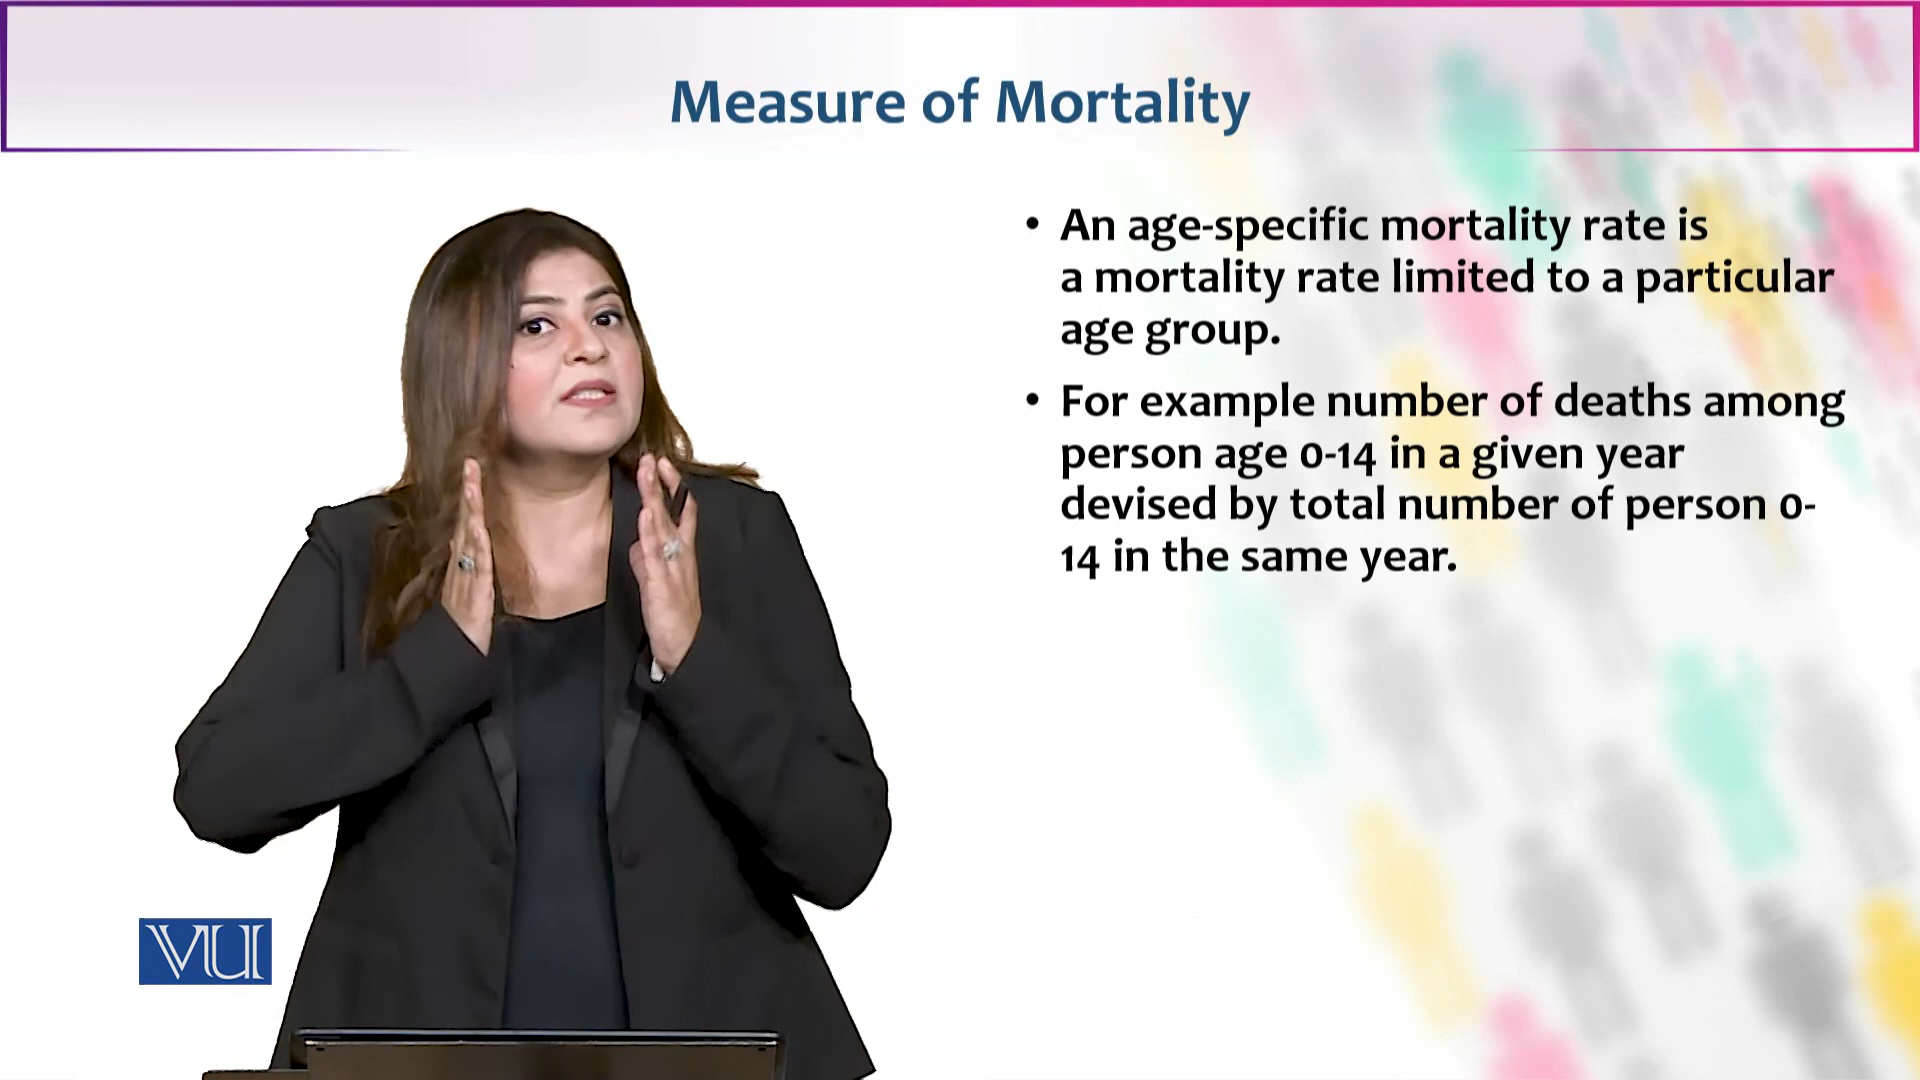 Measure of Mortality
• An age-specific mortality rate is
a mortality rate limited to a particular
age group.
• For example number of deaths among
person age 0-14 in a given year
devised by total number of person 0-
14 in the same year.
VU